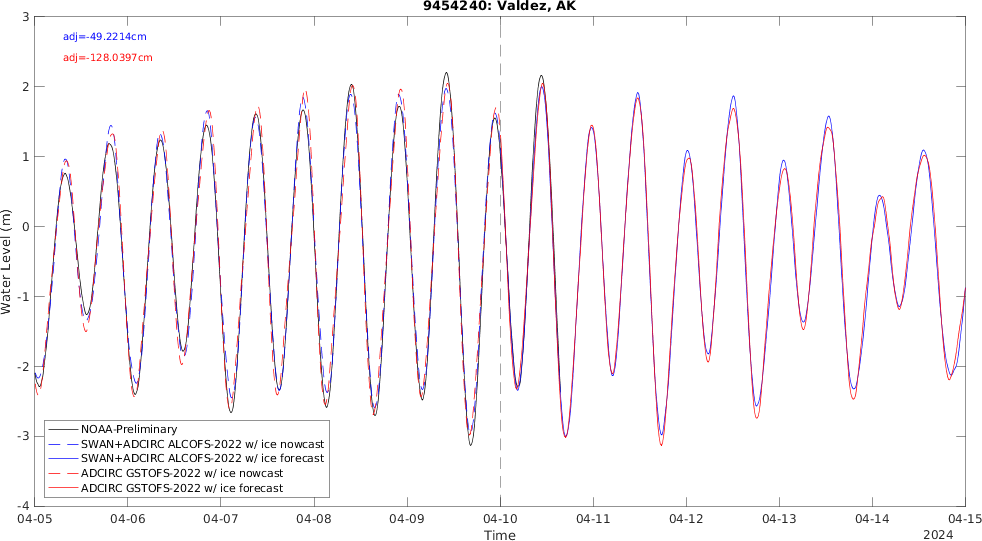 9454240: Valdez, AK
adj=-49.2214cm
adj=-128.0397cm
3
2
1
0
-1
-2
-3
-4
Water Level (m)
NOAA-Preliminary
SWAN+ADCIRC ALCOFS-2022 w/ ice nowcast
SWAN+ADCIRC ALCOFS-2022 w/ ice forecast
ADCIRC GSTOFS-2022 w/ ice nowcast
ADCIRC GSTOFS-2022 w/ ice forecast
04-05 04-06 04-07 04-08 04-09 04-10 04-11 04-12 04-13 04-14 04-15
Time
2024